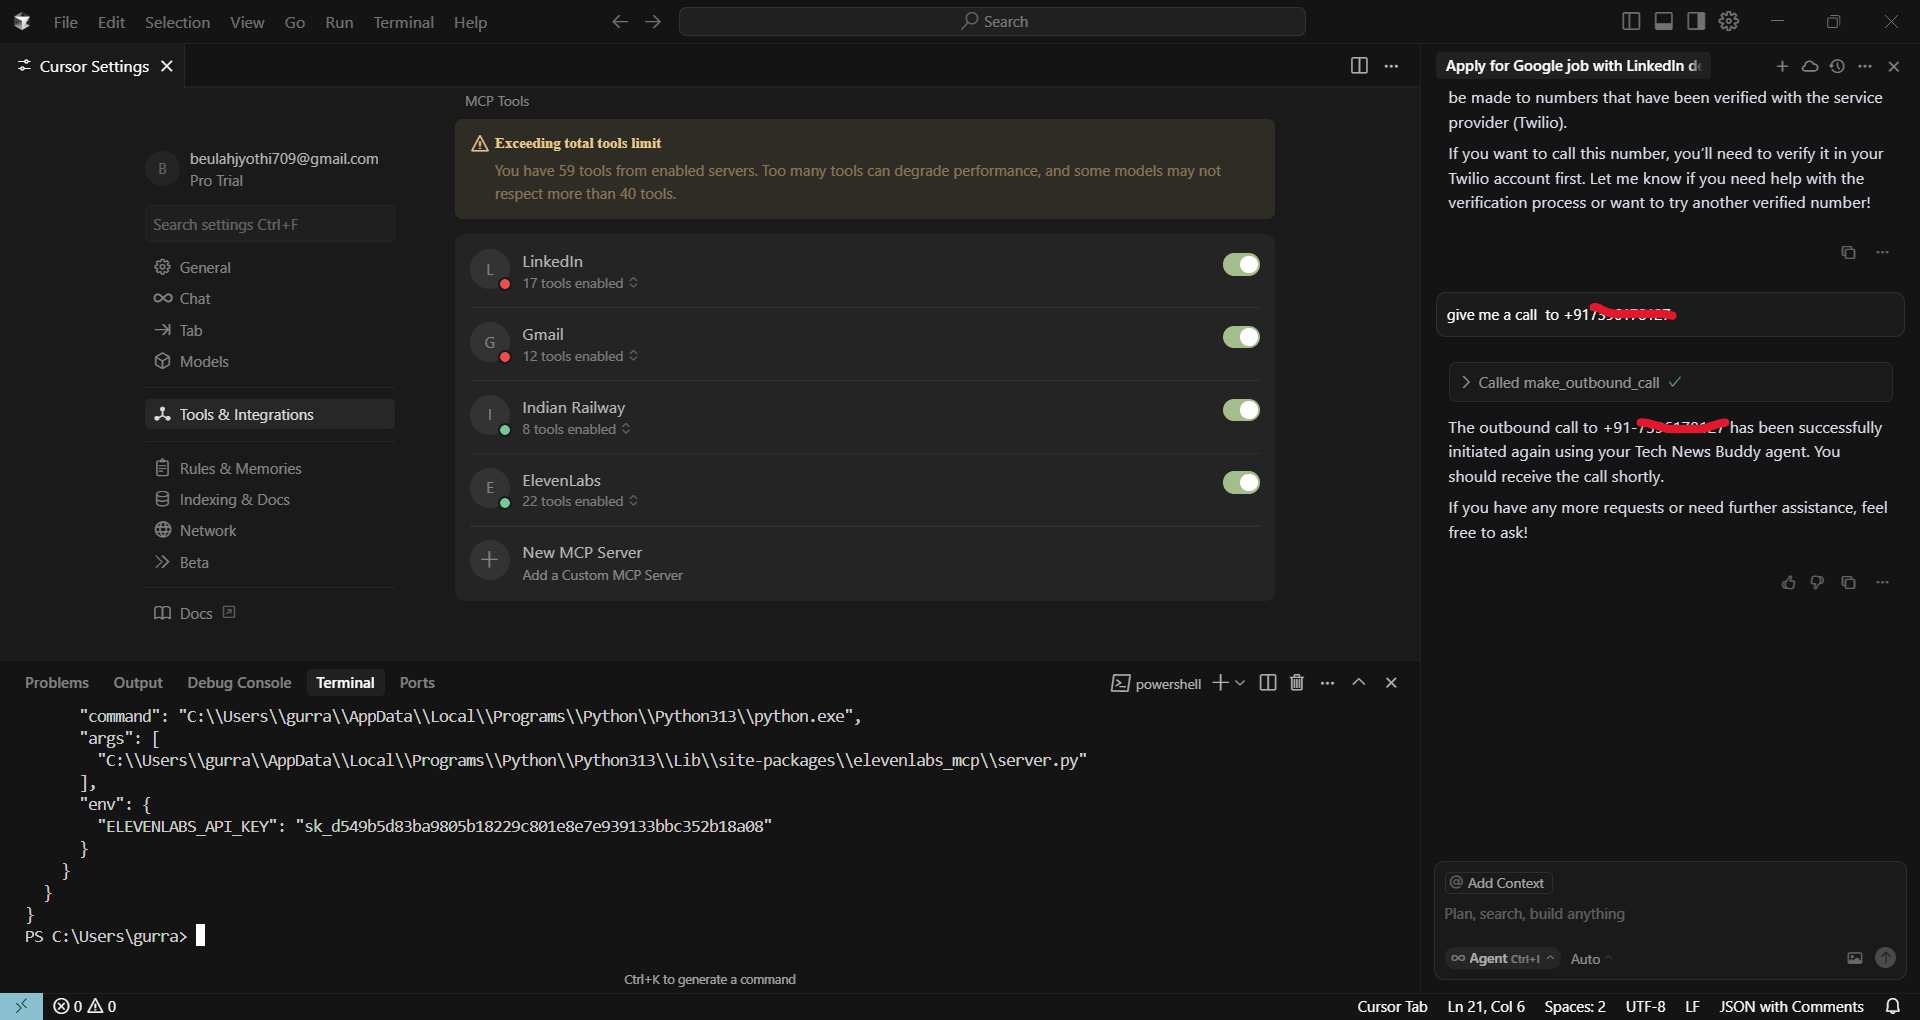 File Edit Selection View Go Run Terminal Help
Search
Cursor Settings
MCP Tools
Exceeding total tools limit
You have 59 tools from enabled servers. Too many tools can degrade performance, and some models may not
respect more than 40 tools.
B
beulahjyothi709@gmail.com
Pro Trial
Search settings Ctrl+F
General
Chat
Tab
Models
Tools & Integrations
Rules & Memories
Indexing & Docs
Network
Beta
Docs
L
LinkedIn
17 tools enabled
G
Gmail
12 tools enabled
I
Indian Railway
8 tools enabled
E
ElevenLabs
22 tools enabled
New MCP Server
Add a Custom MCP Server
Problems Output Debug Console Terminal Ports
powershell
"command": "C:\\Users\\gurra\\AppData\\Local\\Programs\\Python\\Python313\\python.exe",
"args": [
"C:\\Users\\gurra\\AppData\\Local\\Programs\\Python\\Python313\\Lib\\site-packages\\elevenlabs_mcp\\server.py"
],
"env": {
"ELEVENLABS_API_KEY": "sk_d549b5d83ba9805b18229c801e8e7e939133bbc352b18a08"
}
}
}
}
PS C:\Users\gurra>
Ctrl+K to generate a command
Apply for Google job with LinkedIn
be made to numbers that have been verified with the service
provider (Twilio).
If you want to call this number, you'll need to verify it in your
Twilio account first. Let me know if you need help with the
verification process or want to try another verified number!
give me a call to +91
Called make_outbound_call
The outbound call to +91- has been successfully
initiated again using your Tech News Buddy agent. You
should receive the call shortly.
If you have any more requests or need further assistance, feel
free to ask!
@ Add Context
Plan, search, build anything
Agent Ctrl+I
Auto
0 0
Cursor Tab Ln 21, Col 6 Spaces: 2 UTF-8 LF JSON with Comments